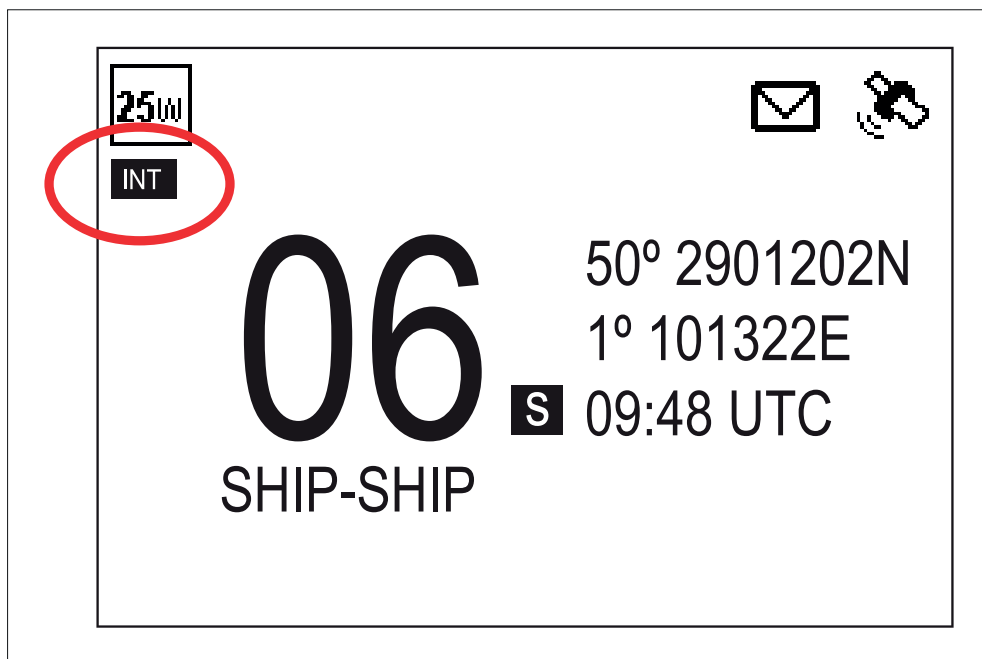 25W
INT
06
SHIP-SHIP
50º 2901202N
1º 101322E
S 09:48 UTC